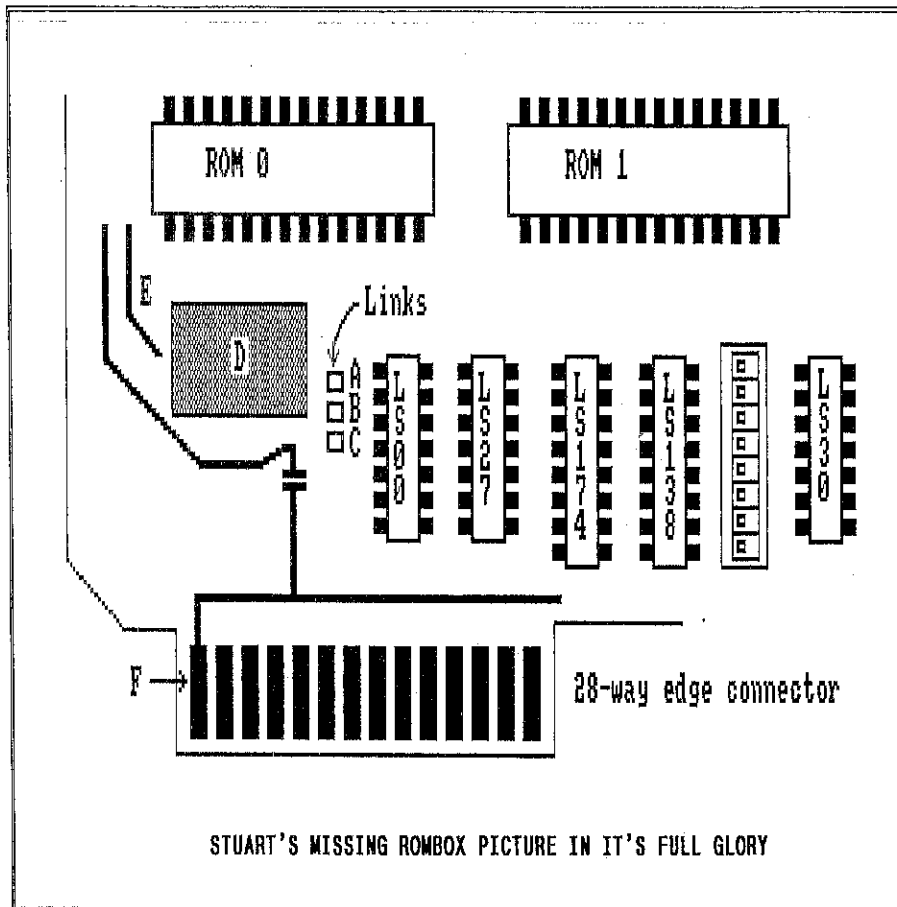 ROM 0
ROM 1
E
Links
D
A
B
C
LS00
LS27
LS174
LS138
LS30
F
28-way edge connector
STUART'S MISSING ROMBOX PICTURE IN IT'S FULL GLORY